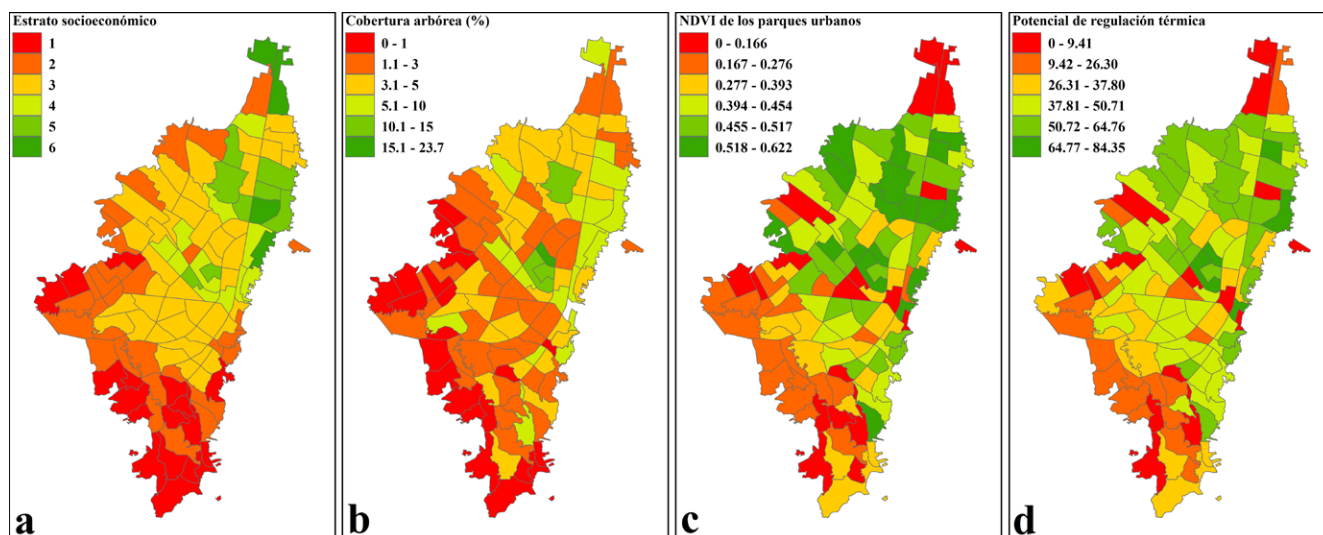 Estrato socioeconómico
1
2
3
4
5
6
a
Cobertura arbórea (%)
0 - 1
1.1 - 3
3.1 - 5
5.1 - 10
10.1 - 15
15.1 - 23.7
b
NDVI de los parques urbanos
0 - 0.166
0.167 - 0.276
0.277 - 0.393
0.394 - 0.454
0.455 - 0.517
0.518 - 0.622
c
Potencial de regulación térmica
0 - 9.41
9.42 - 26.30
26.31 - 37.80
37.81 - 50.71
50.72 - 64.76
64.77 - 84.35
d